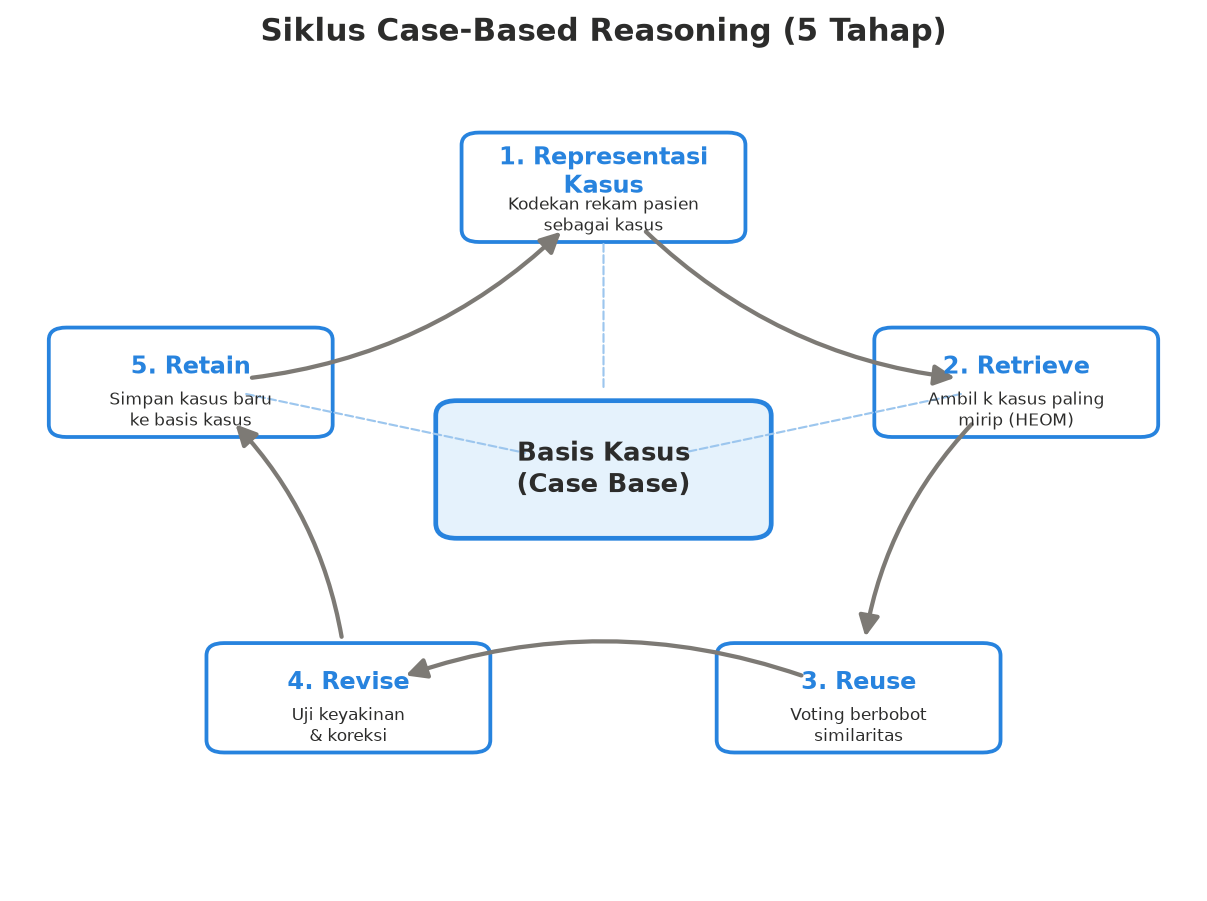 Siklus Case-Based Reasoning (5 Tahap)
1. Representasi
Kasus
Kodekan rekam pasien
sebagai kasus
5. Retain
Simpan kasus baru
ke basis kasus
2. Retrieve
Ambil k kasus paling
mirip (HEOM)
Basis Kasus
(Case Base)
4. Revise
Uji keyakinan
& koreksi
3. Reuse
Voting berbobot
similaritas